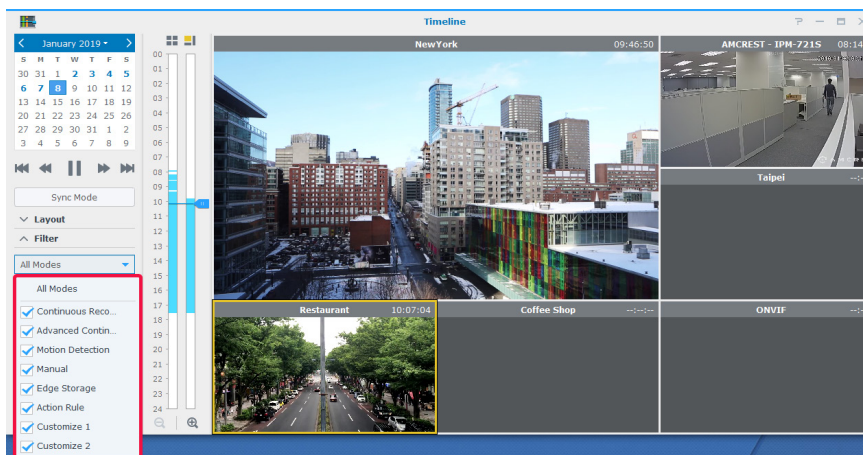 Timeline
January 2019
S M T W T F S
30 31 1 2 3 4 5
6 7 8 9 10 11 12
13 14 15 16 17 18 19
20 21 22 23 24 25 26
27 28 29 30 31 1 2
3 4 5 6 7 8 9
Sync Mode
Layout
Filter
All Modes
All Modes
Continuous Reco...
Advanced Contin...
Motion Detection
Manual
Edge Storage
Action Rule
Customize 1
Customize 2
00
01
02
03
04
05
06
07
08
09
10
11
12
13
14
15
16
17
18
19
20
21
22
23
24
NewYork 09:46:50
AMCREST - IPM-721S 08:14
Taipei --:-
Restaurant 10:07:04
Coffee Shop --:--:--
ONVIF --:-